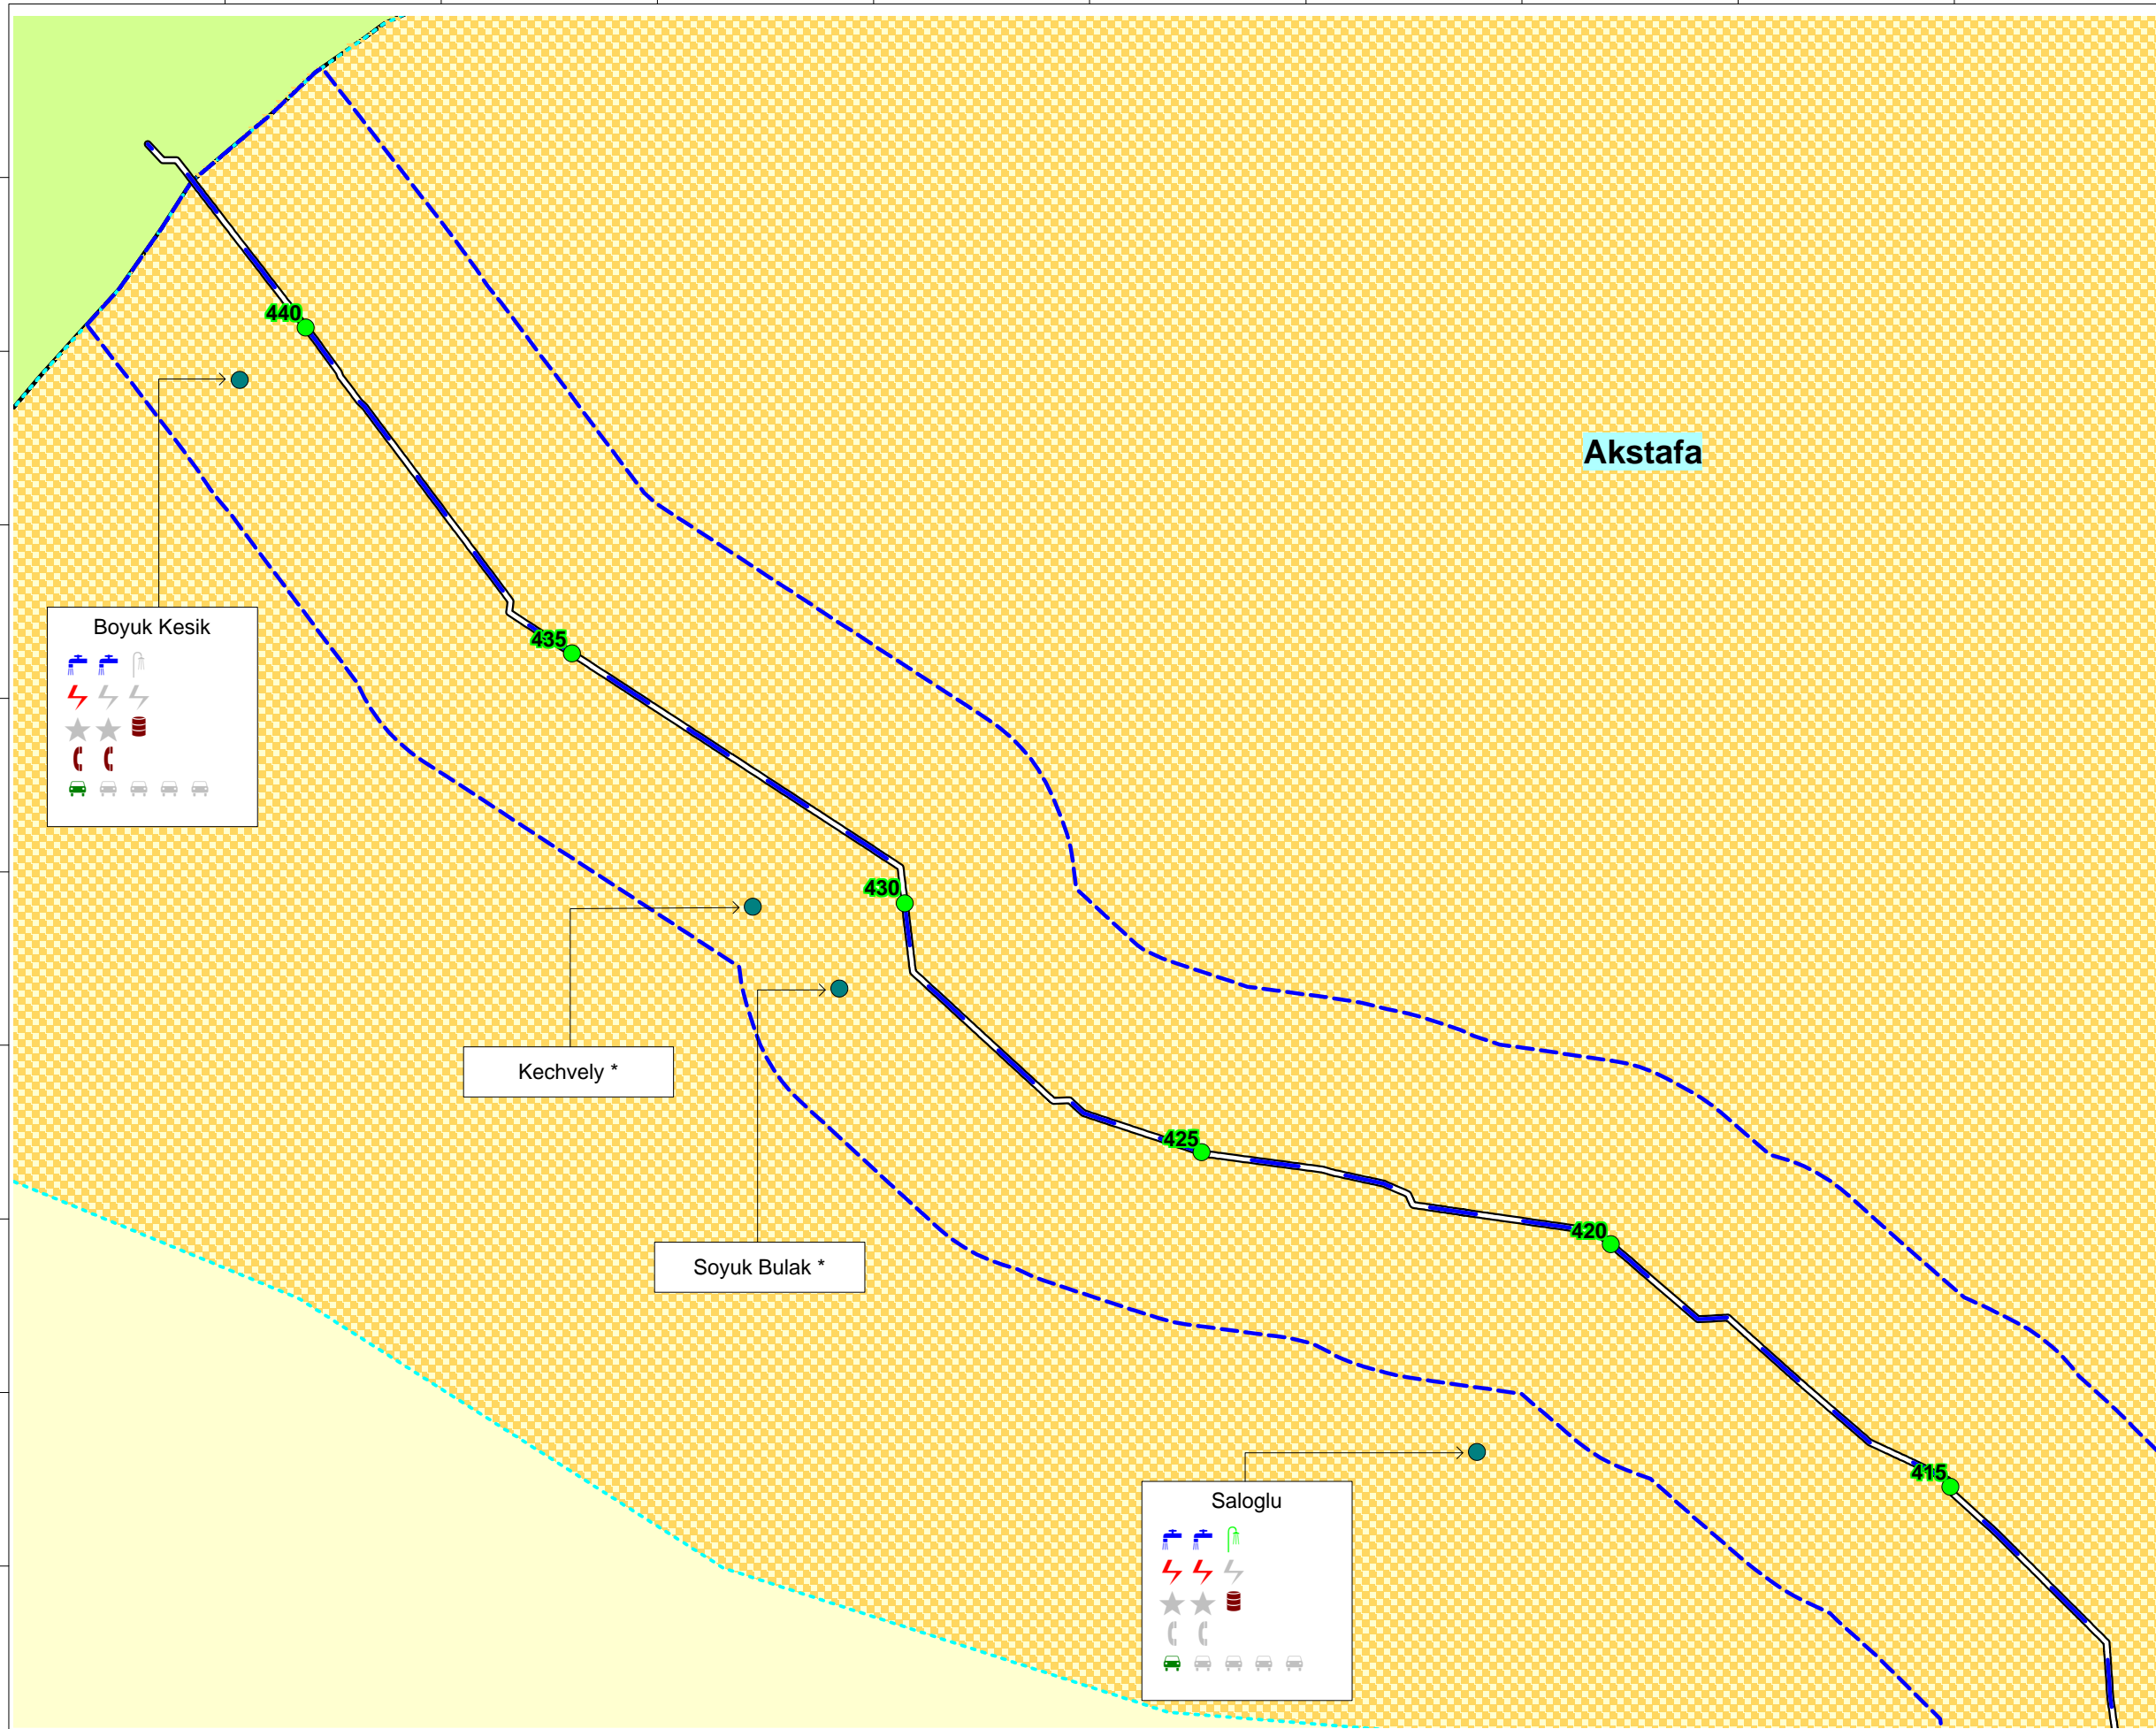 440
Akstafa
Boyuk Kesik
435
430
Kechvely *
425
420
Soyuk Bulak *
415
Saloglu